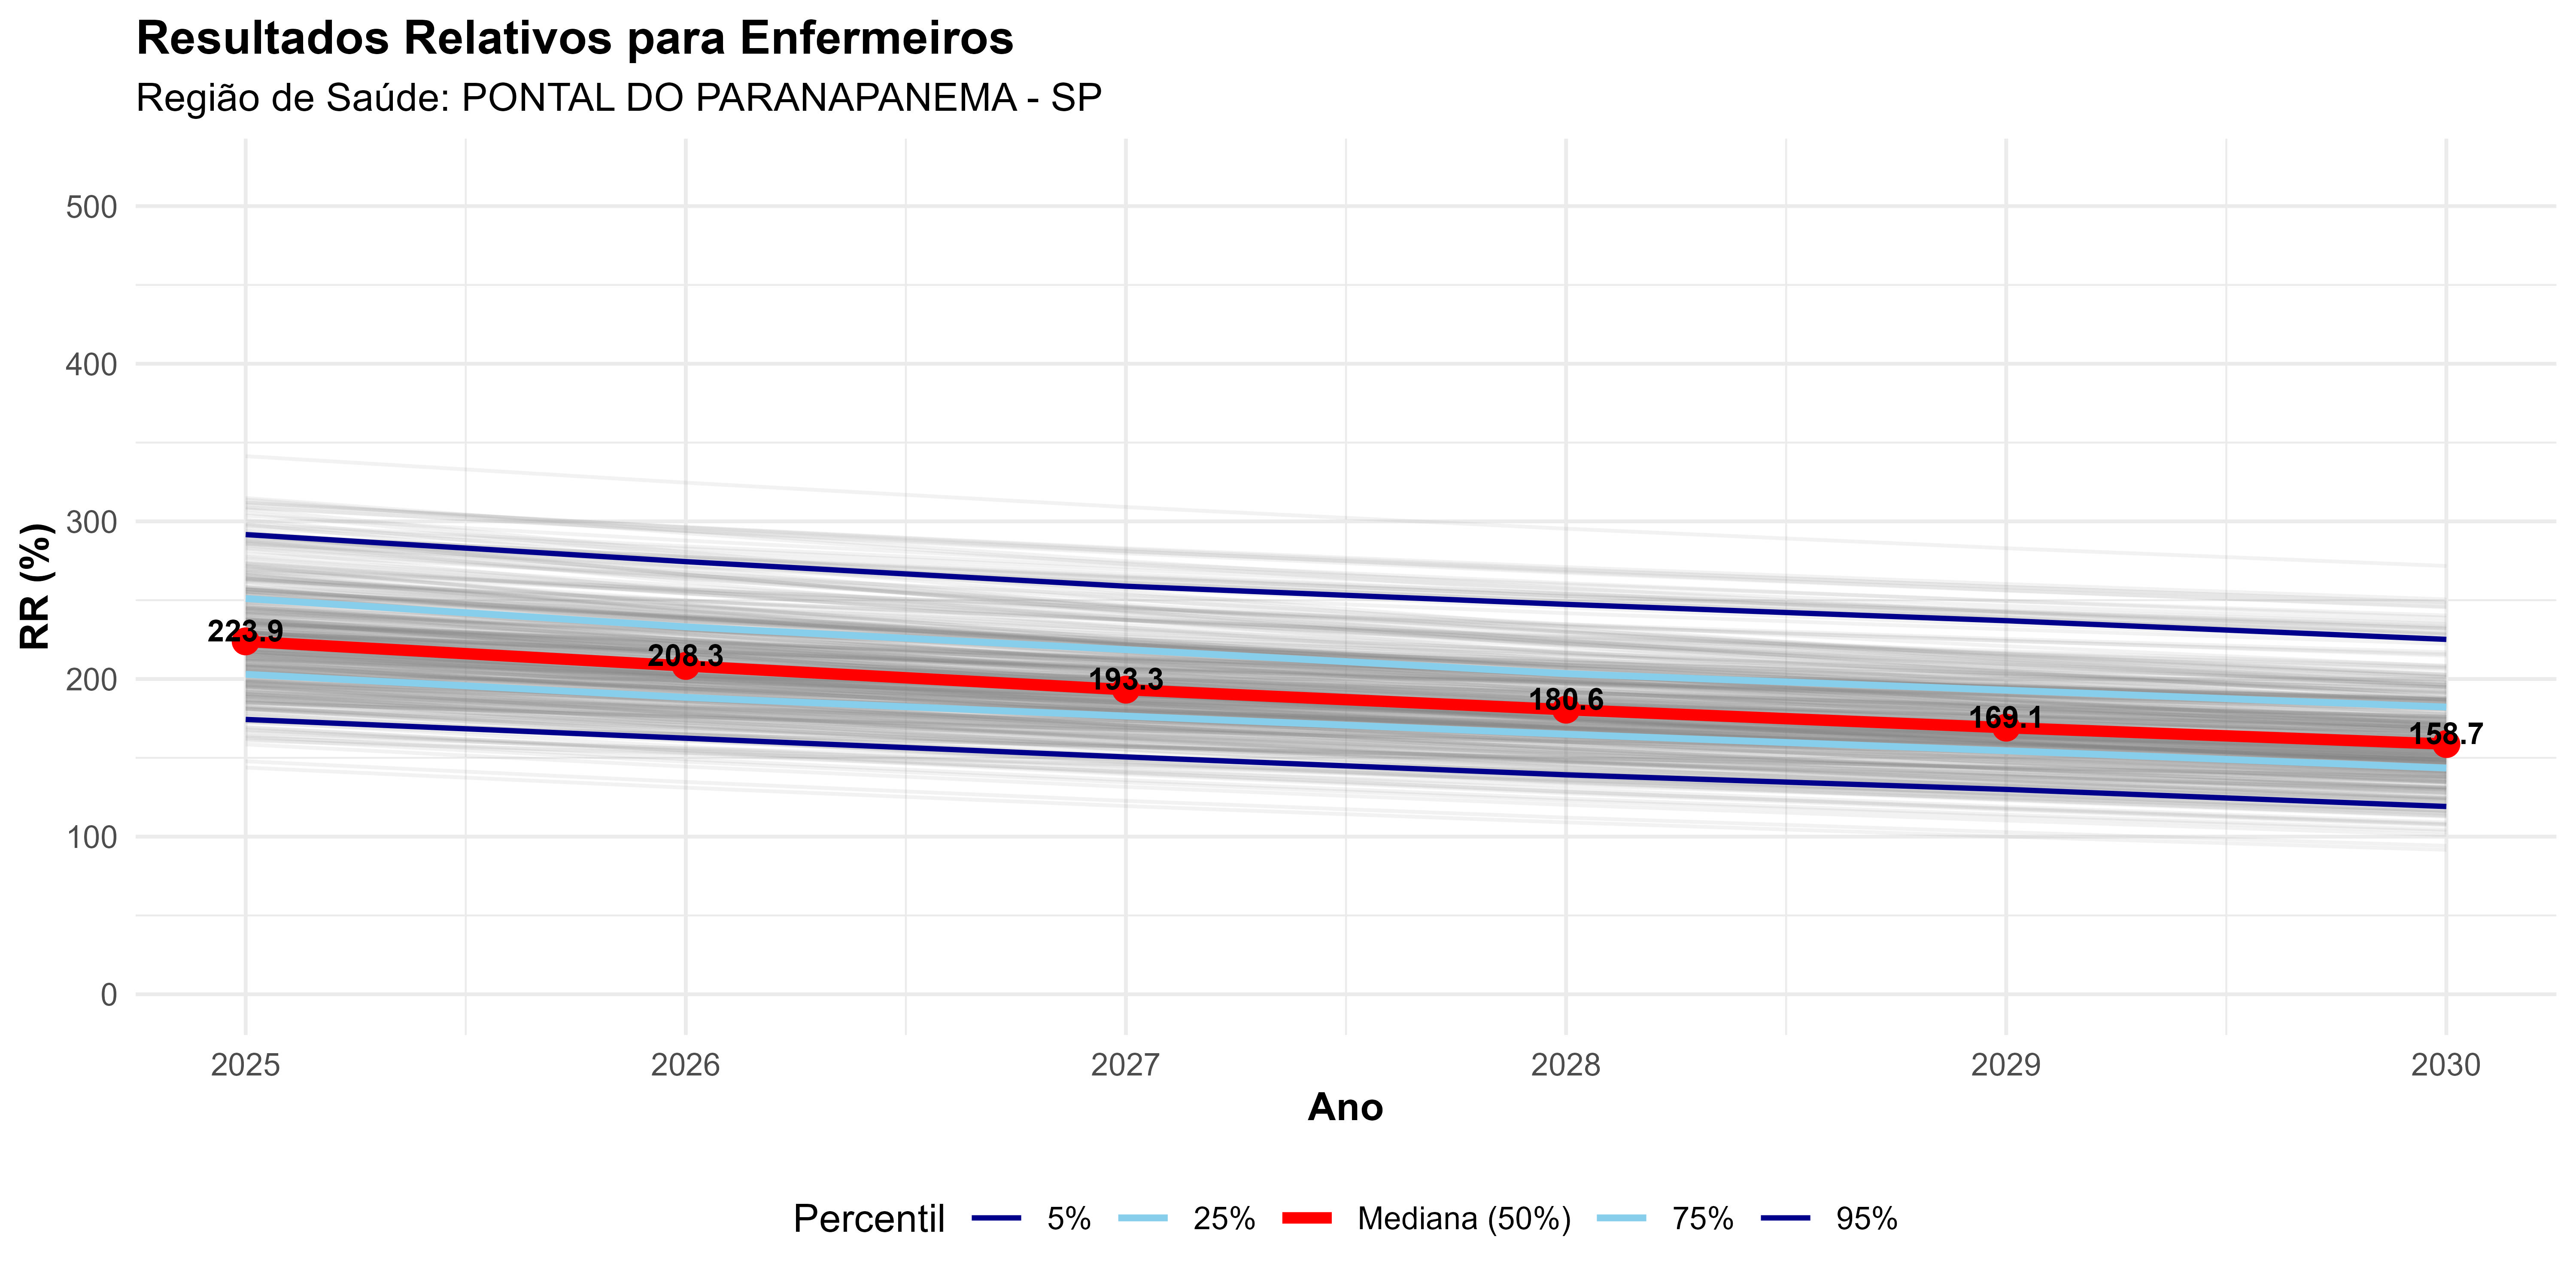 Resultados Relativos para Enfermeiros
Região de Saúde: PONTAL DO PARANAPANEMA - SP
RR (%)
500
400
300
200
100
0
223.9
208.3
193.3
180.6
169.1
158.7
2025 2026 2027 2028 2029 2030
Ano
Percentil 5% 25% Mediana (50%) 75% 95%